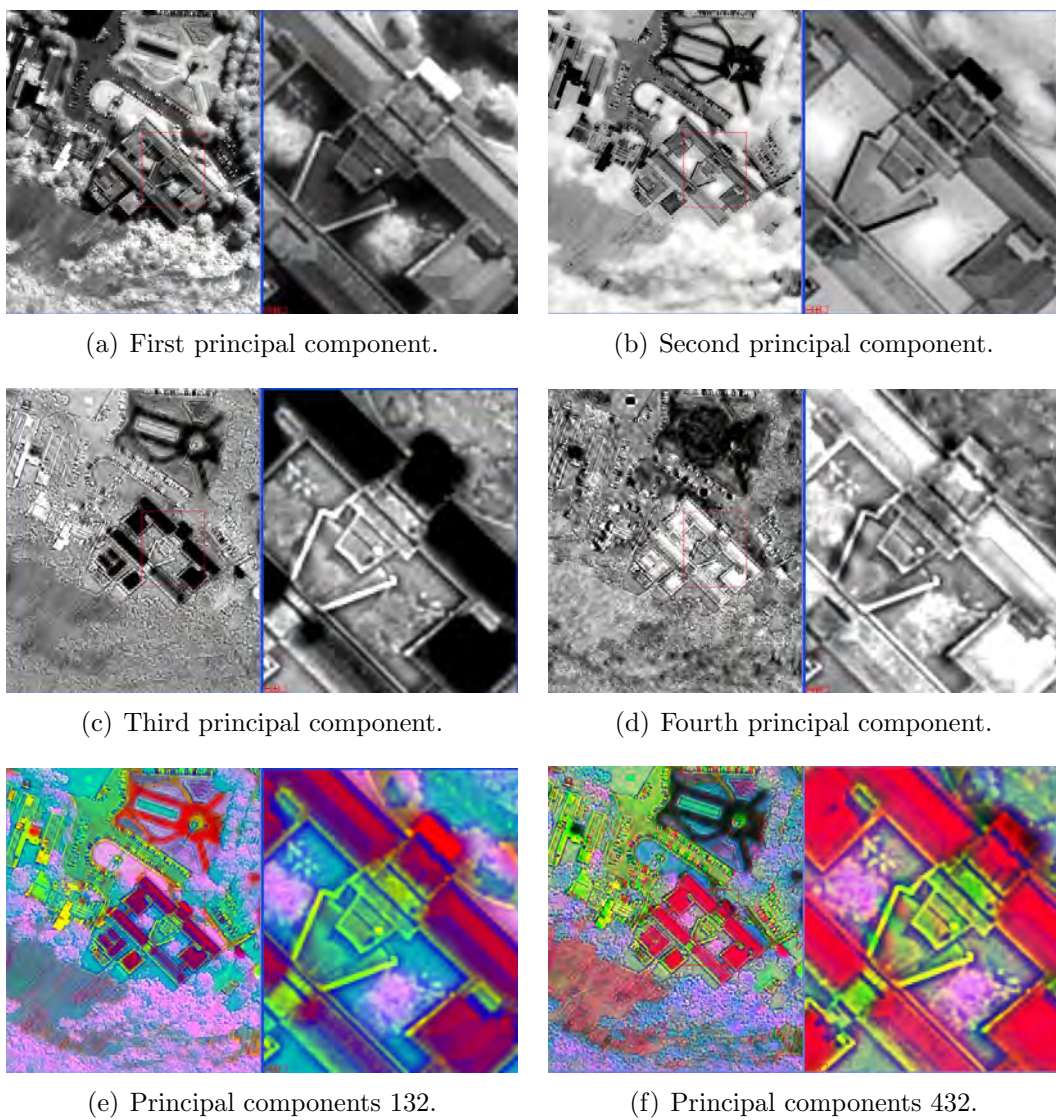 (a) First principal component.
(b) Second principal component.
(c) Third principal component.
(d) Fourth principal component.
(e) Principal components 132.
(f) Principal components 432.